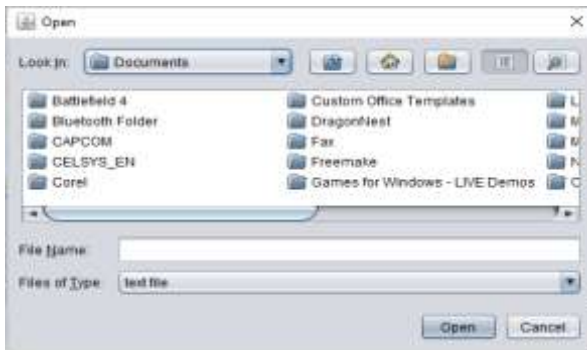 Open
Look In: Documents
Battlefield 4 Custom Office Templates L
Bluetooth Folder DragonNest M
CAPCOM Fax M
CELSYS_EN Freemake N
Corel Games for Windows - LIVE Demos C
File Name:
Files of Type: text file
Open Cancel